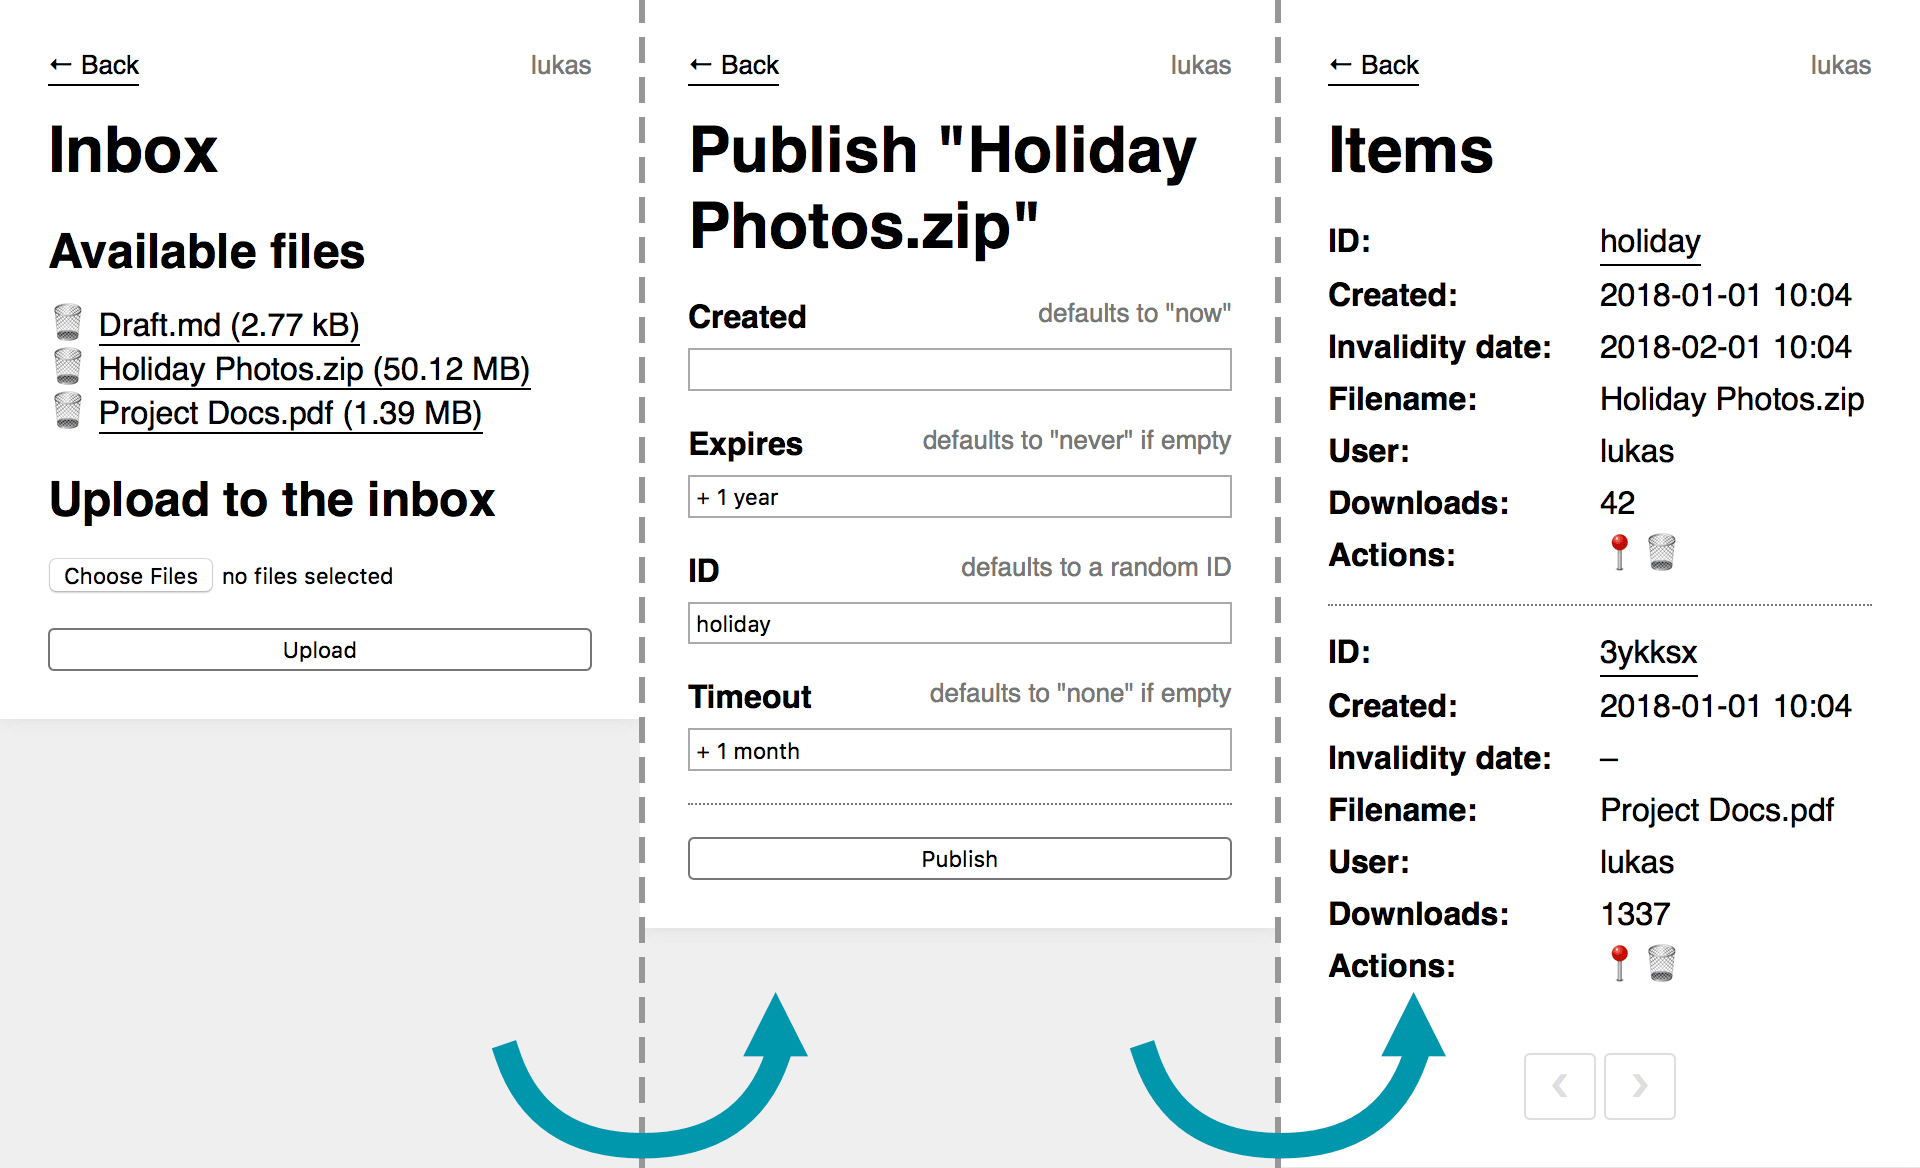 ← Back
lukas
Inbox
Available files
Draft.md (2.77 kB)
Holiday Photos.zip (50.12 MB)
Project Docs.pdf (1.39 MB)
Upload to the inbox
Choose Files no files selected
Upload
← Back
lukas
Publish "Holiday
Photos.zip"
Created
defaults to "now"
Expires
defaults to "never" if empty
+ 1 year
ID
defaults to a random ID
holiday
Timeout
defaults to "none" if empty
+ 1 month
Publish
← Back
lukas
Items
ID: holiday
Created: 2018-01-01 10:04
Invalidity date: 2018-02-01 10:04
Filename: Holiday Photos.zip
User: lukas
Downloads: 42
Actions:
ID: 3ykksx
Created: 2018-01-01 10:04
Invalidity date: –
Filename: Project Docs.pdf
User: lukas
Downloads: 1337
Actions:
‹ ›